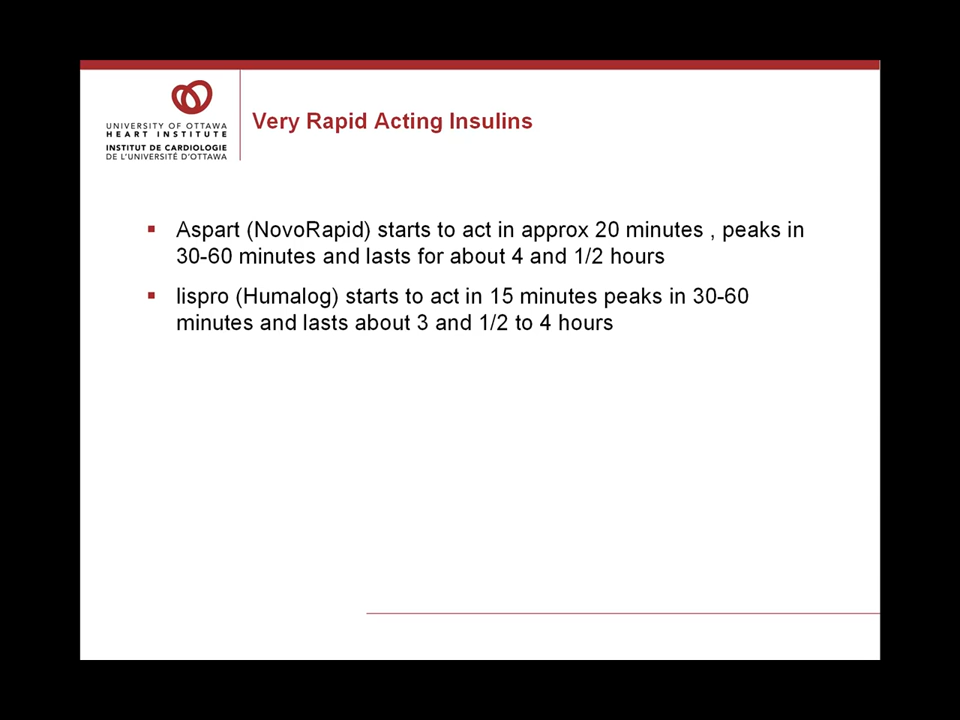 UNIVERSITY OF OTTAWA
HEART INSTITUTE
INSTITUT DE CARDIOLOGIE
DE L'UNIVERSITÉ D'OTTAWA
Very Rapid Acting Insulins
▪ Aspart (NovoRapid) starts to act in approx 20 minutes , peaks in
30-60 minutes and lasts for about 4 and 1/2 hours
▪ lispro (Humalog) starts to act in 15 minutes peaks in 30-60
minutes and lasts about 3 and 1/2 to 4 hours